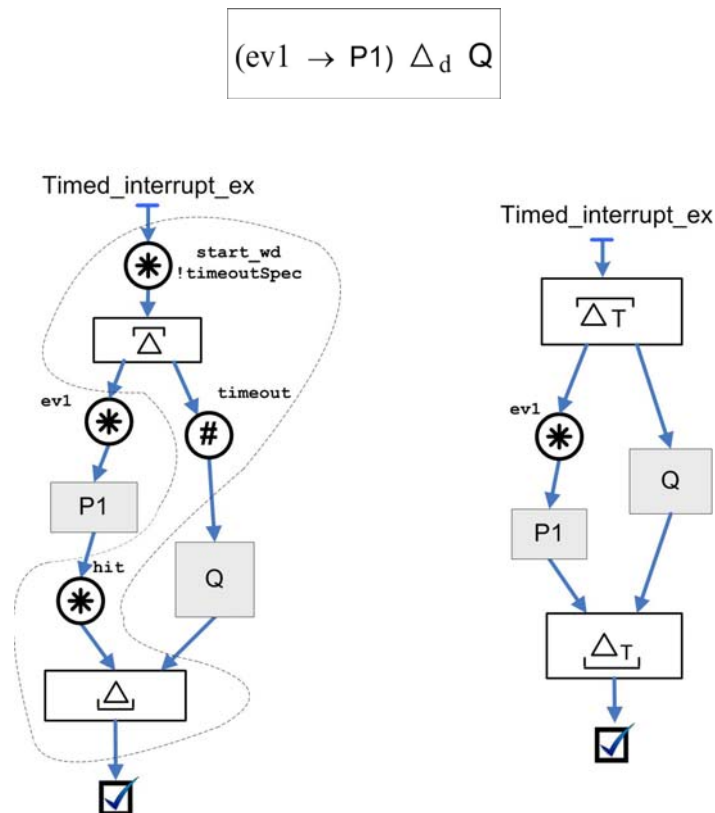 (ev1 → P1) △d Q
Timed_interrupt_ex
start_wd
!timeoutSpec
△
ev1
timeout
#
P1
hit
Q
△
Timed_interrupt_ex
△T
ev1
Q
P1
△T